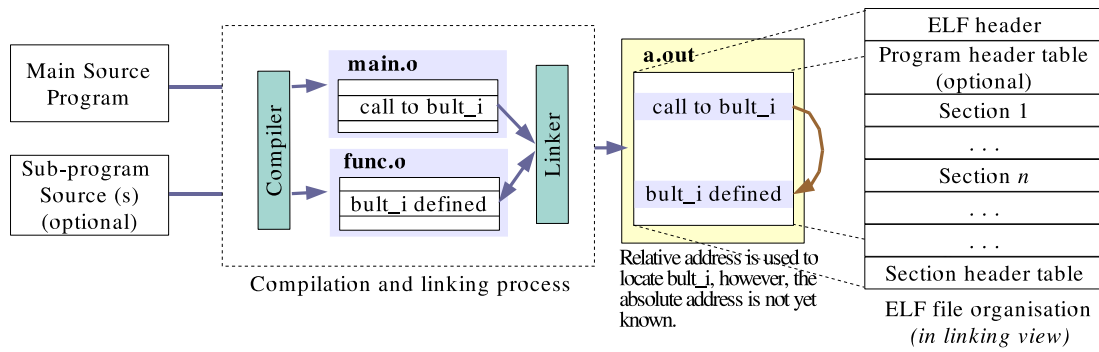 Main Source
Program
Sub-program
Source (s)
(optional)
Compiler
main.o
call to bult_i
func.o
bult_i defined
Linker
Compilation and linking process
a.out
call to bult_i
bult_i defined
Relative address is used to
locate bult_i, however, the
absolute address is not yet
known.
ELF header
Program header table
(optional)
Section 1
. . .
Section n
. . .
. . .
Section header table
ELF file organisation
(in linking view)